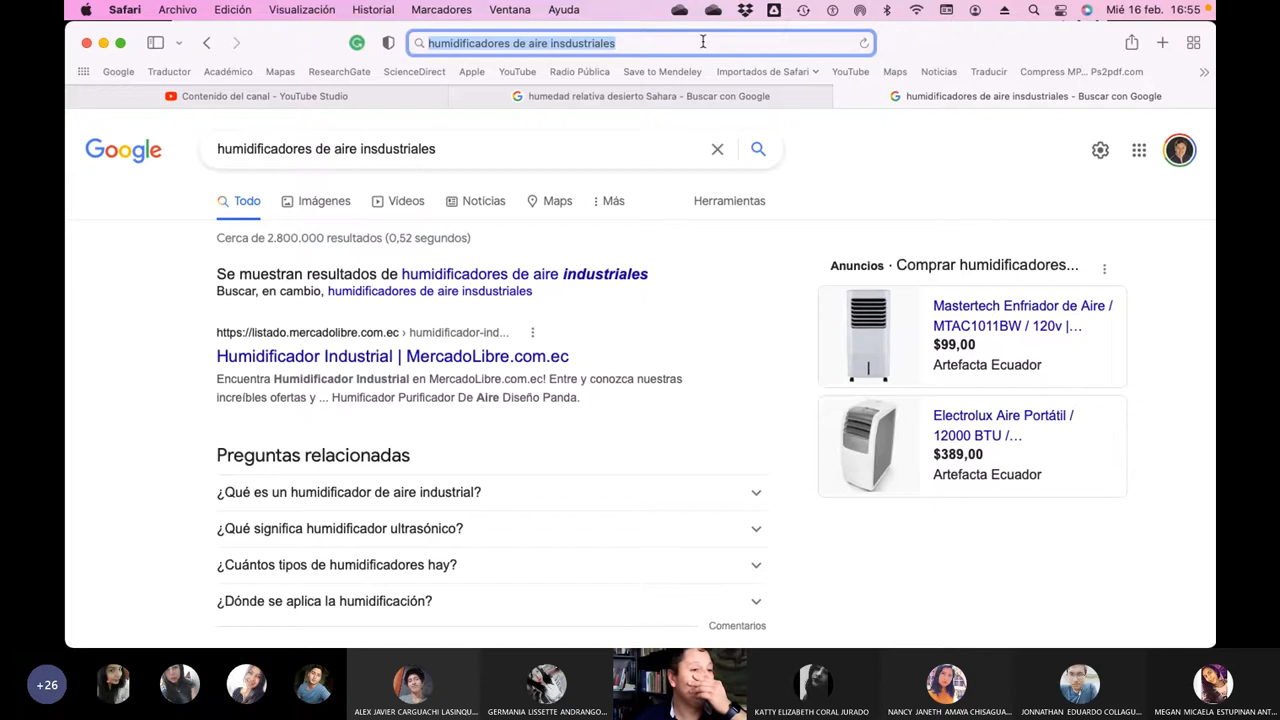 Safari Archivo Edición Visualización Historial Marcadores Ventana Ayuda Mié 16 feb. 16:55
humidificadores de aire insdustriales
Google Traductor Académico Mapas ResearchGate ScienceDirect Apple YouTube Radio Pública Save to Mendeley Importados de Safari YouTube Maps Noticias Traducir Compress MP... Ps2pdf.com
Contenido del canal - YouTube Studio humedad relativa desierto Sahara - Buscar con Google humidificadores de aire insdustriales - Buscar con Google
Google humidificadores de aire insdustriales
Todo Imágenes Vídeos Noticias Maps Más Herramientas
Cerca de 2.800.000 resultados (0,52 segundos)
Se muestran resultados de humidificadores de aire industriales
Buscar, en cambio, humidificadores de aire insdustriales
https://listado.mercadolibre.com.ec › humidificador-ind...
Humidificador Industrial | MercadoLibre.com.ec
Encuentra Humidificador Industrial en MercadoLibre.com.ec! Entre y conozca nuestras
increíbles ofertas y ... Humificador Purificador De Aire Diseño Panda.
Preguntas relacionadas
¿Qué es un humidificador de aire industrial?
¿Qué significa humidificador ultrasónico?
¿Cuántos tipos de humidificadores hay?
¿Dónde se aplica la humidificación?
Comentarios
Anuncios · Comprar humidificadores...
Mastertech Enfriador de Aire /
MTAC1011BW / 120v |...
$99,00
Artefacta Ecuador
Electrolux Aire Portátil /
12000 BTU /...
$389,00
Artefacta Ecuador
+26
ALEX JAVIER CARGUACHI LASINQU... GERMANIA LISSETTE ANDRANGO... KATTY ELIZABETH CORAL JURADO NANCY JANETH AMAYA CHISAGUA... JONNATHAN EDUARDO COLLAGU... MEGAN MICAELA ESTUPINAN ANT...